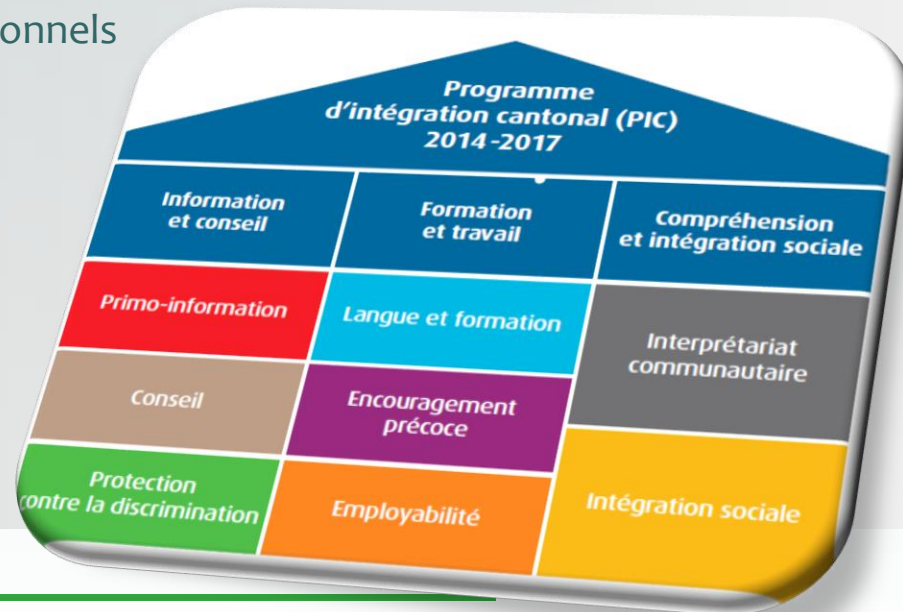 onnels
Programme
d'intégration cantonal (PIC)
2014-2017
Information
et conseil
Formation
et travail
Compréhension
et intégration sociale
Primo-information
Langue et formation
Interprétariat
communautaire
Conseil
Encouragement
précoce
Protection
contre la discrimination
Employabilité
Intégration sociale